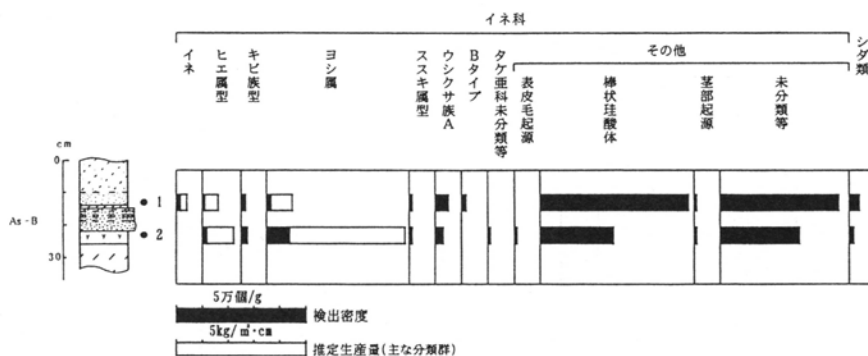 イネ科
その他
イネ
ヒエ属型
キビ族型
ヨシ属
ススキ属型
ウシクサ族A
Bタイプ
タケ亜科未分類等
表皮毛起源
棒状珪酸体
茎部起源
未分類等
シダ類
cm
0
30
As-B
1
2
5万個/g
検出密度
5kg/㎡・cm
推定生産量(主な分類群)